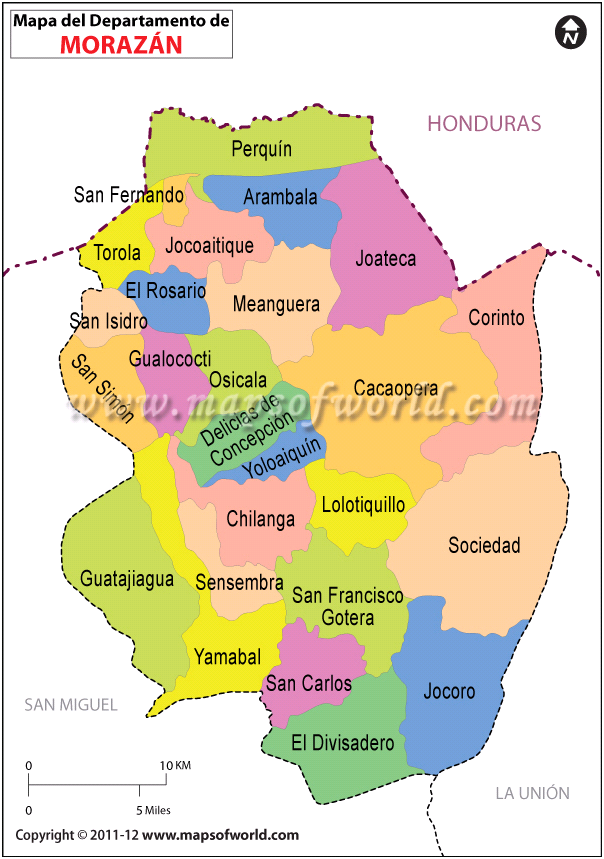 Mapa del Departamento de
MORAZÁN
N
HONDURAS
Perquín
San Fernando
Arambala
Torola
Jocoaitique
Joateca
El Rosario
Meanguera
San Isidro
Corinto
Gualococti
San Simón
Osicala
Cacaopera
www.mapsofworld.com
Delicias de
Concepción
Yoloaiquín
Chilanga
Lolotiquillo
Sociedad
Guatajiagua
Sensembra
San Francisco
Gotera
Yamabal
San Carlos
Jocoro
SAN MIGUEL
El Divisadero
0 10 KM
0 5 Miles
LA UNIÓN
Copyright © 2011-12 www.mapsofworld.com